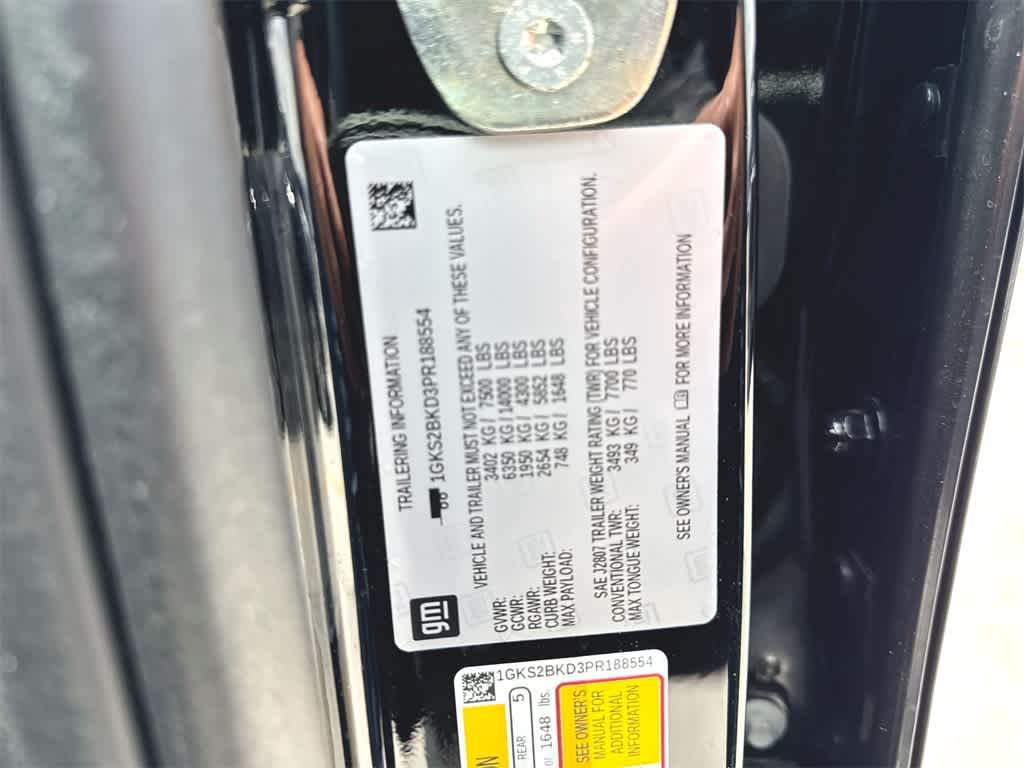 TRAILERING INFORMATION
1GKS2BKD3PR188554
gm
VEHICLE AND TRAILER MUST NOT EXCEED ANY OF THESE VALUES.
GVWR: 3402 KG / 7500 LBS
GCWR: 6350 KG / 14000 LBS
RGAWR: 1950 KG / 4300 LBS
CURB WEIGHT: 2654 KG / 5852 LBS
MAX PAYLOAD: 748 KG / 1648 LBS
SAE J2807 TRAILER WEIGHT RATING (TWR) FOR VEHICLE CONFIGURATION.
CONVENTIONAL TWR: 3493 KG / 7700 LBS
MAX TONGUE WEIGHT: 349 KG / 770 LBS
SEE OWNER'S MANUAL FOR MORE INFORMATION
1GKS2BKD3PR188554
REAR 5
or 1648 lbs.
SEE OWNER'S
MANUAL FOR
ADDITIONAL
INFORMATION